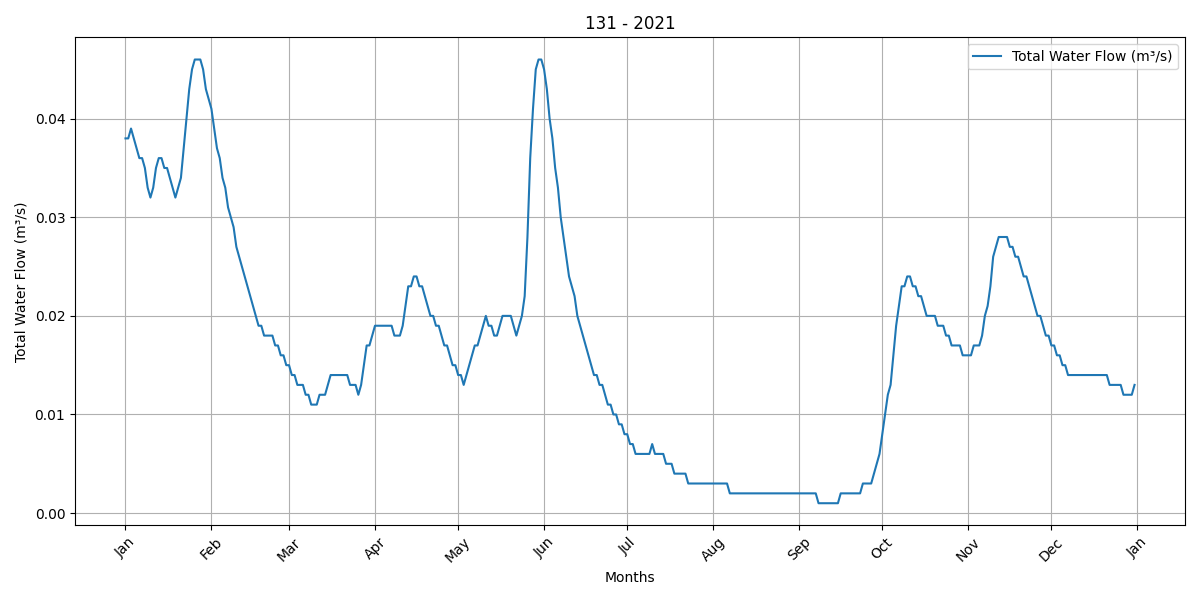 131 - 2021
Total Water Flow (m³/s)
Total Water Flow (m³/s)
0.04
0.03
0.02
0.01
0.00
Jan Feb Mar Apr May Jun Jul Aug Sep Oct Nov Dec Jan
Months